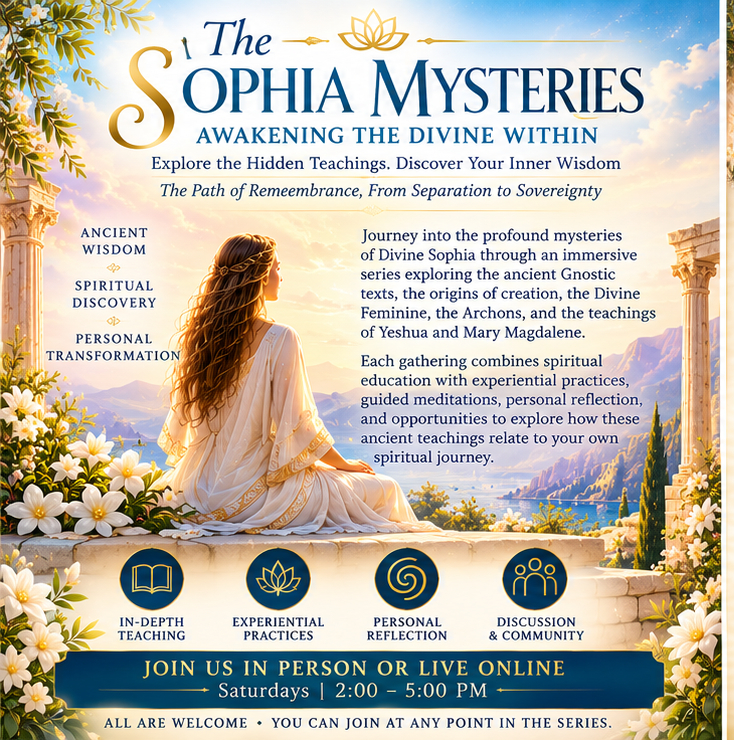 The
SOPHIA MYSTERIES
AWAKENING THE DIVINE WITHIN
Explore the Hidden Teachings. Discover Your Inner Wisdom
The Path of Remeembrance, From Separation to Sovereignty
ANCIENT
WISDOM
SPIRITUAL
DISCOVERY
PERSONAL
TRANSFORMATION
Journey into the profound mysteries
of Divine Sophia through an immersive
series exploring the ancient Gnostic
texts, the origins of creation, the Divine
Feminine, the Archons, and the teachings
of Yeshua and Mary Magdalene.
Each gathering combines spiritual
education with experiential practices,
guided meditations, personal reflection,
and opportunities to explore how these
ancient teachings relate to your own
spiritual journey.
IN-DEPTH
TEACHING
EXPERIENTIAL
PRACTICES
PERSONAL
REFLECTION
DISCUSSION
& COMMUNITY
JOIN US IN PERSON OR LIVE ONLINE
Saturdays | 2:00 – 5:00 PM
ALL ARE WELCOME • YOU CAN JOIN AT ANY POINT IN THE SERIES.